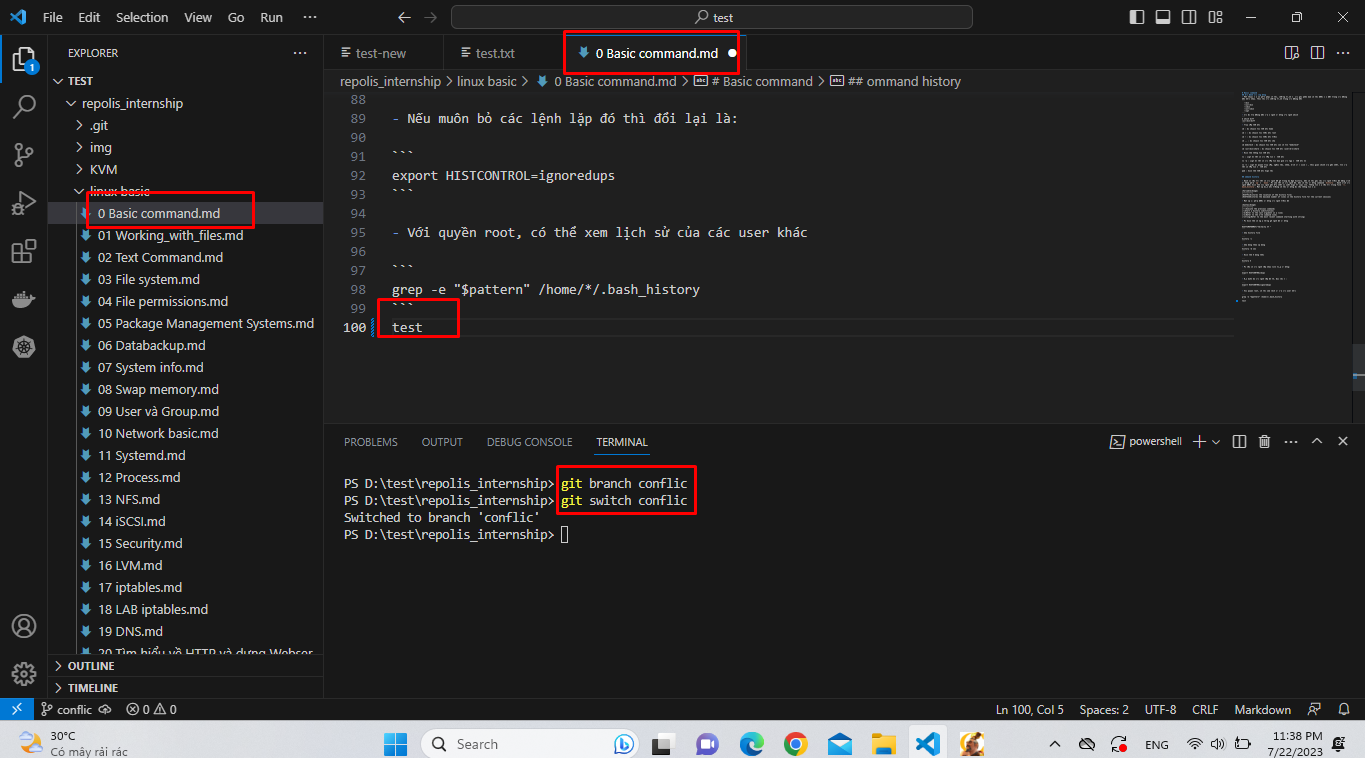 File Edit Selection View Go Run ··· test
EXPLORER ···
TEST
repolis_internship
.git
img
KVM
linux basic
0 Basic command.md
01 Working_with_files.md
02 Text Command.md
03 File system.md
04 File permissions.md
05 Package Management Systems.md
06 Databackup.md
07 System info.md
08 Swap memory.md
09 User và Group.md
10 Network basic.md
11 Systemd.md
12 Process.md
13 NFS.md
14 iSCSI.md
15 Security.md
16 LVM.md
17 iptables.md
18 LAB iptables.md
19 DNS.md
20 Tìm hiểu về HTTP và dựng Webser
OUTLINE
TIMELINE
1
test-new test.txt 0 Basic command.md
repolis_internship > linux basic > 0 Basic command.md > # Basic command > ## ommand history
88
89 - Nếu muôn bỏ các lệnh lặp đó thì đổi lại là:
90
91 ```
92 export HISTCONTROL=ignoredups
93 ```
94
95 - Với quyền root, có thể xem lịch sử của các user khác
96
97 ```
98 grep -e "$pattern" /home/*/.bash_history
99 ```
100 test
PROBLEMS OUTPUT DEBUG CONSOLE TERMINAL powershell
PS D:\test\repolis_internship> git branch conflic
PS D:\test\repolis_internship> git switch conflic
Switched to branch 'conflic'
PS D:\test\repolis_internship>
conflic 0 0 Ln 100, Col 5 Spaces: 2 UTF-8 CRLF Markdown
30°C
Có mây rải rác
Search
ENG
11:38 PM
7/22/2023